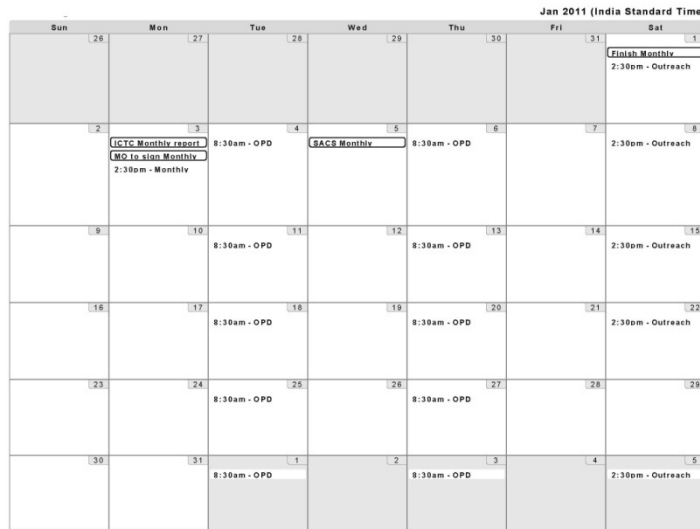 Jan 2011 (India Standard Time
Sun Mon Tue Wed Thu Fri Sat
26 27 28 29 30 31 1
Finish Monthly
2:30pm - Outreach
2 3 4 5 6 7 8
ICTC Monthly report 8:30am - OPD SACS Monthly 8:30am - OPD 2:30pm - Outreach
MO to sign Monthly
2:30pm - Monthly
9 10 11 12 13 14 15
8:30am - OPD 8:30am - OPD 2:30pm - Outreach
16 17 18 19 20 21 22
8:30am - OPD 8:30am - OPD 2:30pm - Outreach
23 24 25 26 27 28 29
8:30am - OPD 8:30am - OPD
30 31 1 2 3 4 5
8:30am - OPD 8:30am - OPD 2:30pm - Outreach